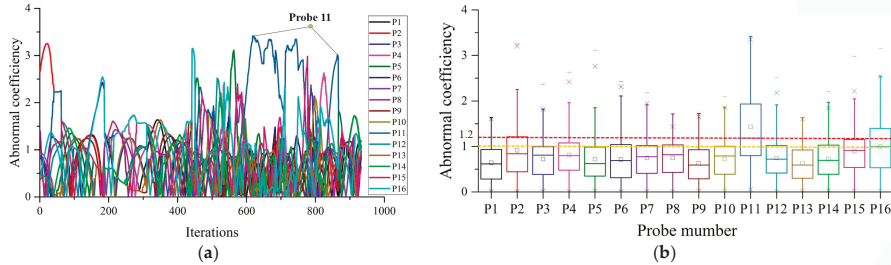 Probe 11
Abnormal coefficiency
4
3
2
1
0
0 200 400 600 800 1000
Iterations
P1
P2
P3
P4
P5
P6
P7
P8
P9
P10
P11
P12
P13
P14
P15
P16
(a)
Abnormal coefficiency
4
3
2
1.2
1
0
P1 P2 P3 P4 P5 P6 P7 P8 P9 P10 P11 P12 P13 P14 P15 P16
Probe mumber
(b)